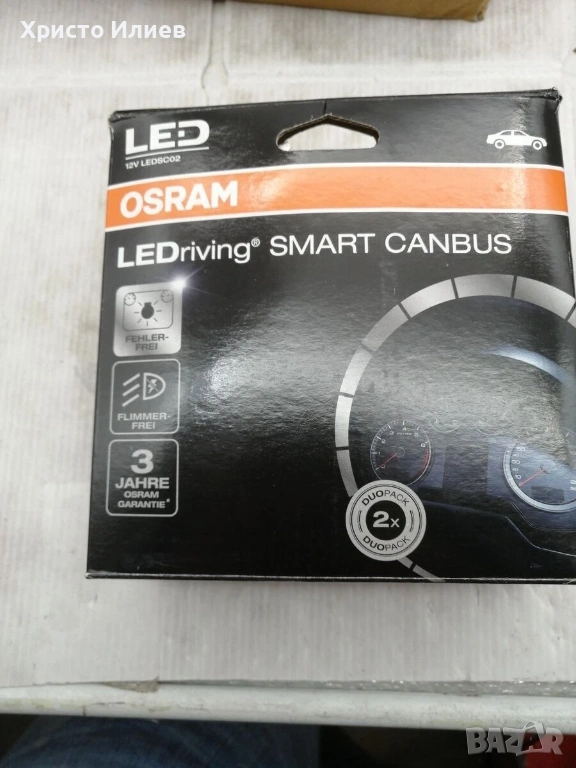 Христо Илиев
LED
12V LEDSC02
OSRAM
LEDriving® SMART CANBUS
FEHLER-
FREI
FLIMMER-
FREI
3
JAHRE
OSRAM
GARANTIE*
DUOPACK
2x
DUOPACK
BAZAR